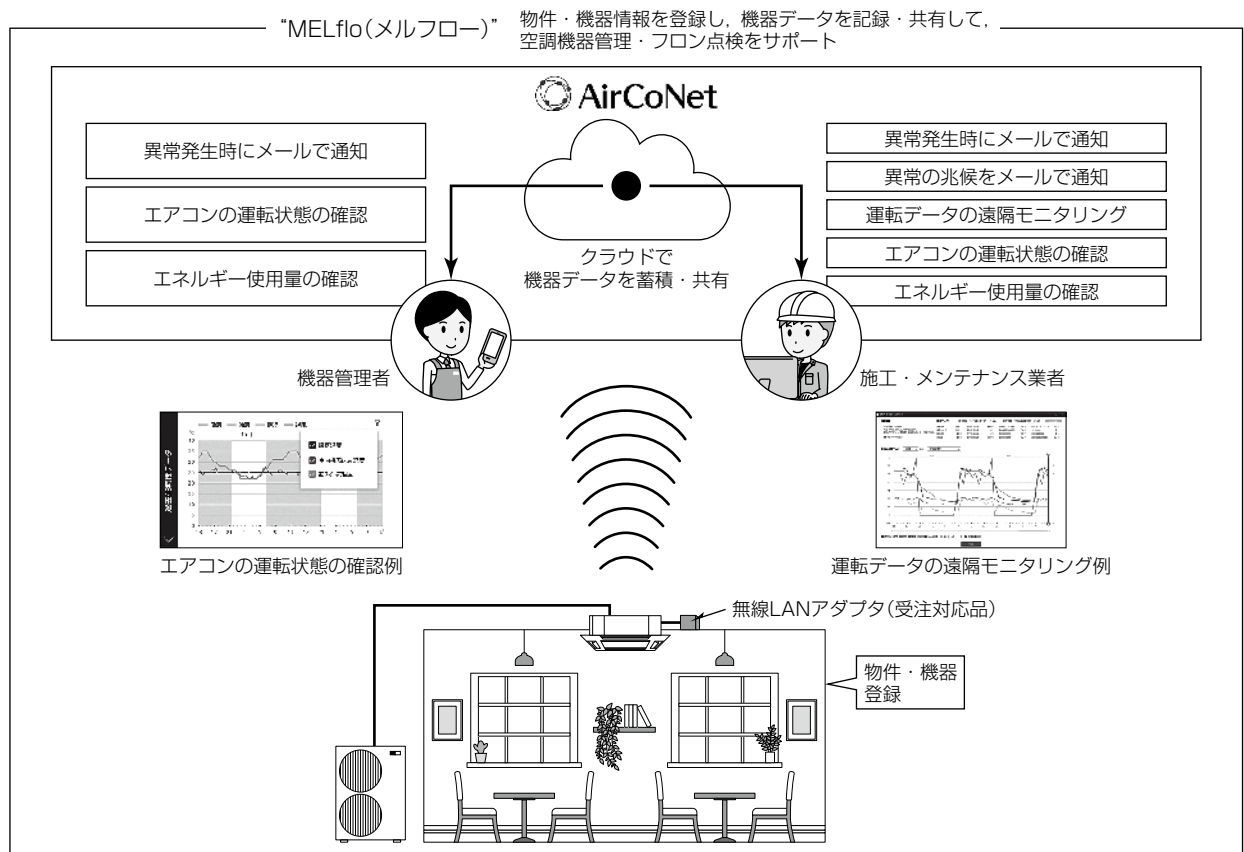 “MELflo(メルフロー)”
物件・機器情報を登録し, 機器データを記録・共有して,
空調機器管理・フロン点検をサポート
AirCoNet
異常発生時にメールで通知
エアコンの運転状態の確認
エネルギー使用量の確認
クラウドで
機器データを蓄積・共有
異常発生時にメールで通知
異常の兆候をメールで通知
運転データの遠隔モニタリング
エアコンの運転状態の確認
エネルギー使用量の確認
機器管理者
施工・メンテナンス業者
エアコンの運転状態の確認例
運転データの遠隔モニタリング例
無線LANアダプタ(受注対応品)
物件・機器
登録